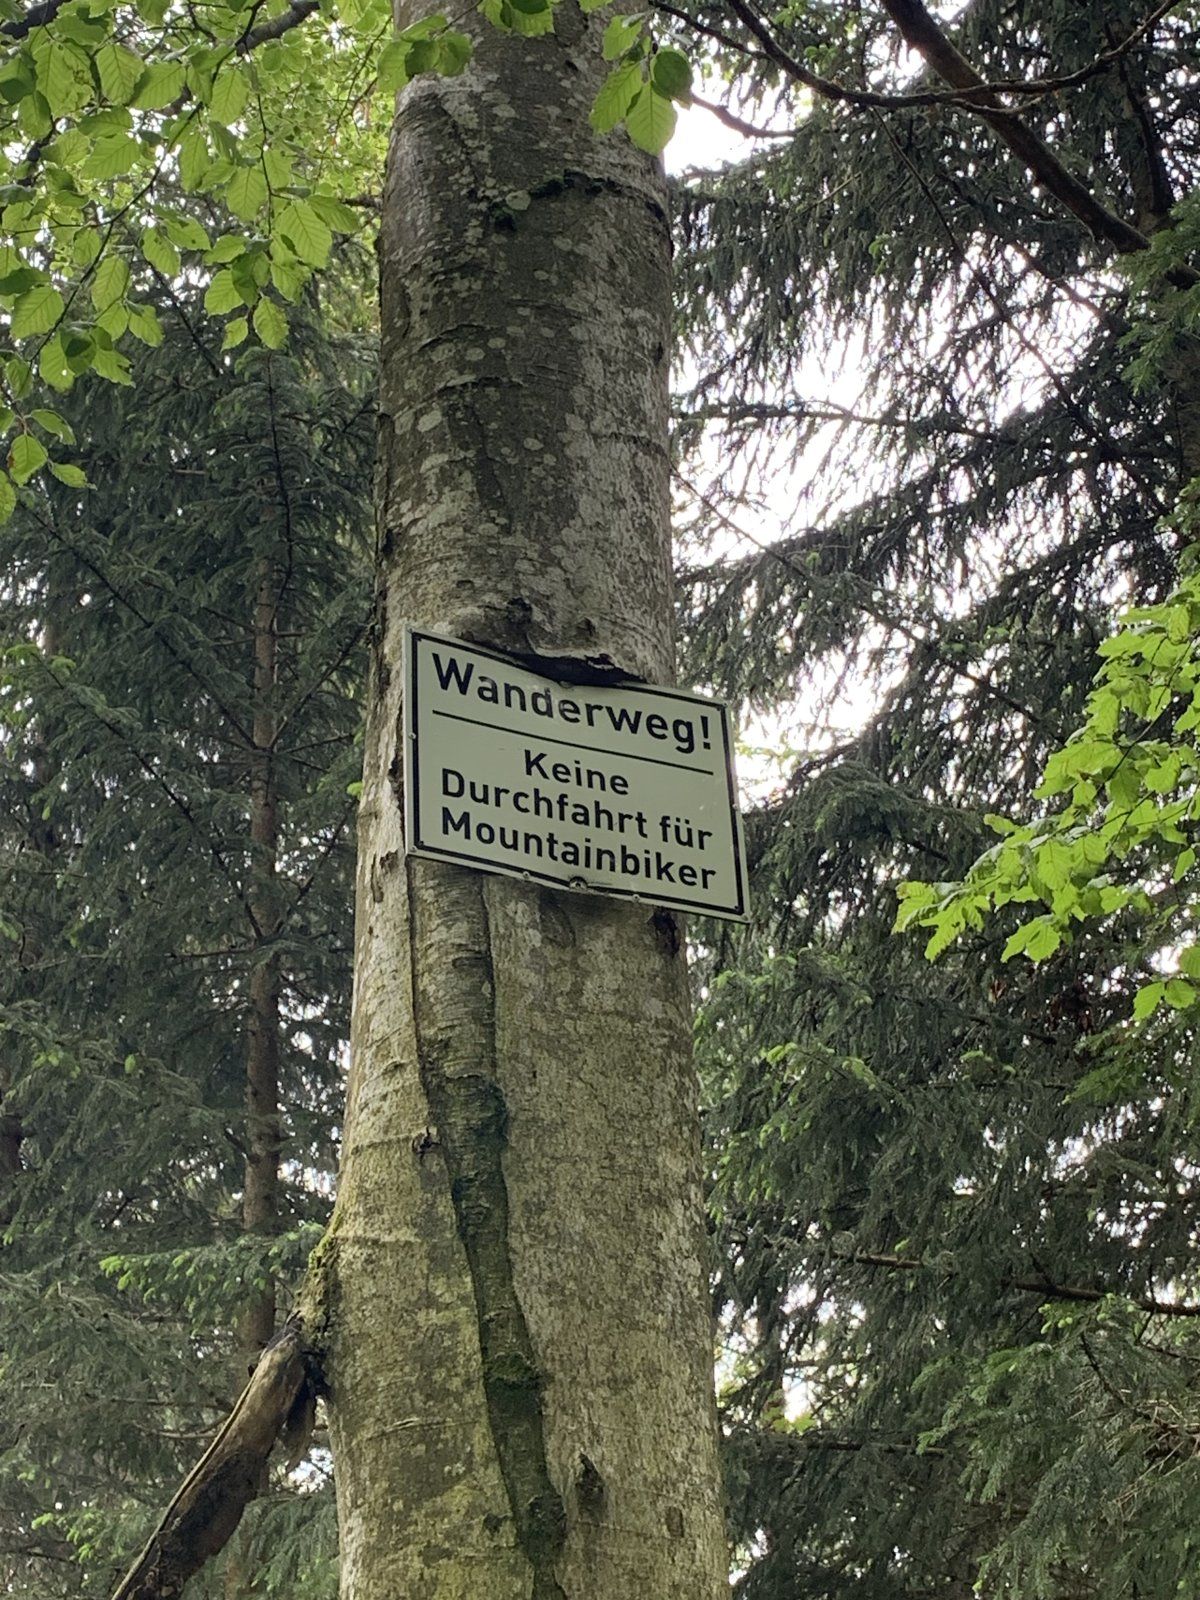 Wanderweg!
Keine
Durchfahrt für
Mountainbiker